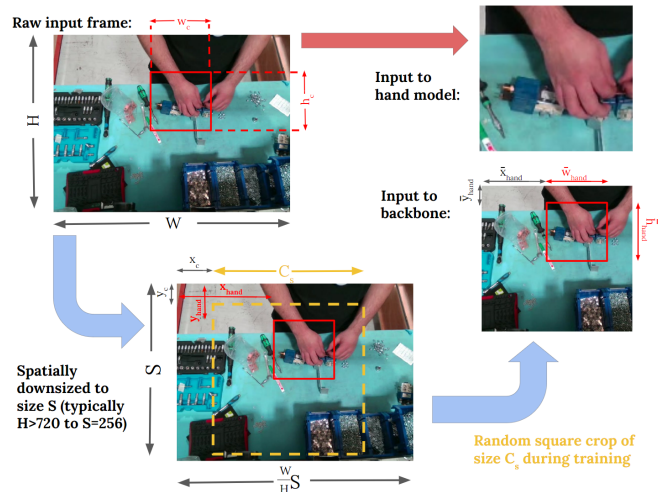 Raw input frame:
w_c
h_c
H
W
Input to
hand model:
Input to
backbone:
x̄_hand
w̄_hand
ȳ_hand
h̄_hand
x_c
C_s
y_c
x_hand
y_hand
S
Spatially
downsized to
size S (typically
H>720 to S=256)
W/H S
Random square crop of
size C_s during training